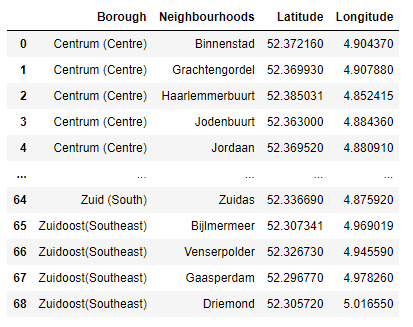 Borough Neighbourhoods Latitude Longitude
0 Centrum (Centre) Binnenstad 52.372160 4.904370
1 Centrum (Centre) Grachtengordel 52.369930 4.907880
2 Centrum (Centre) Haarlemmerbuurt 52.385031 4.852415
3 Centrum (Centre) Jodenbuurt 52.363000 4.884360
4 Centrum (Centre) Jordaan 52.369520 4.880910
... ... ... ... ...
64 Zuid (South) Zuidas 52.336690 4.875920
65 Zuidoost(Southeast) Bijlmermeer 52.307341 4.969019
66 Zuidoost(Southeast) Venserpolder 52.326730 4.945590
67 Zuidoost(Southeast) Gaasperdam 52.296770 4.978260
68 Zuidoost(Southeast) Driemond 52.305720 5.016550